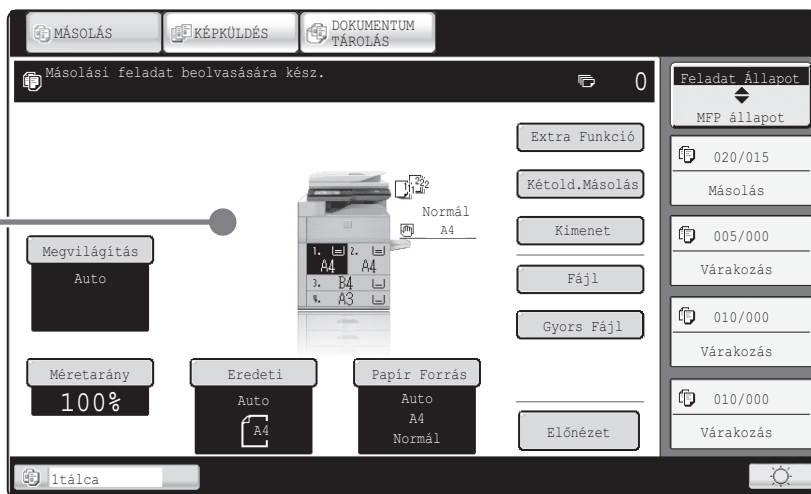 MÁSOLÁS
KÉPKÜLDÉS
DOKUMENTUM
TÁROLÁS
Másolási feladat beolvasására kész.
0
Feladat Állapot
MFP állapot
020/015
Másolás
005/000
Várakozás
010/000
Várakozás
010/000
Várakozás
Extra Funkció
Kétold.Másolás
Kimenet
Fájl
Gyors Fájl
Előnézet
Normál
A4
1. 2.
A4 A4
3. B4
4. A3
Megvilágítás
Auto
Méretarány
100%
Eredeti
Auto
A4
Papír Forrás
Auto
A4
Normál
1tálca